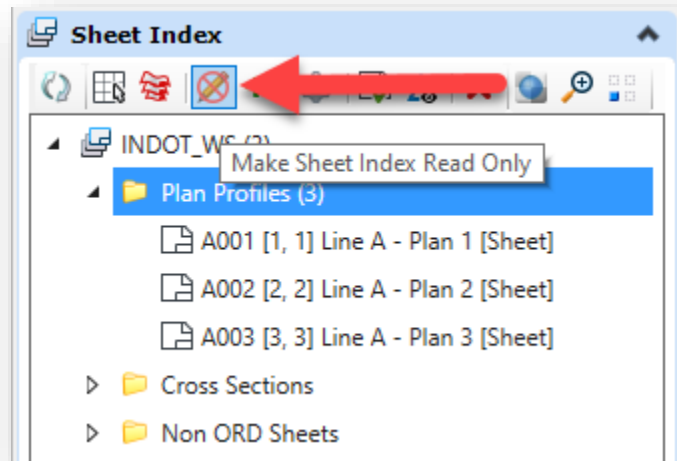 Sheet Index
INDOT_WS (3)
Make Sheet Index Read Only
Plan Profiles (3)
A001 [1, 1] Line A - Plan 1 [Sheet]
A002 [2, 2] Line A - Plan 2 [Sheet]
A003 [3, 3] Line A - Plan 3 [Sheet]
Cross Sections
Non ORD Sheets